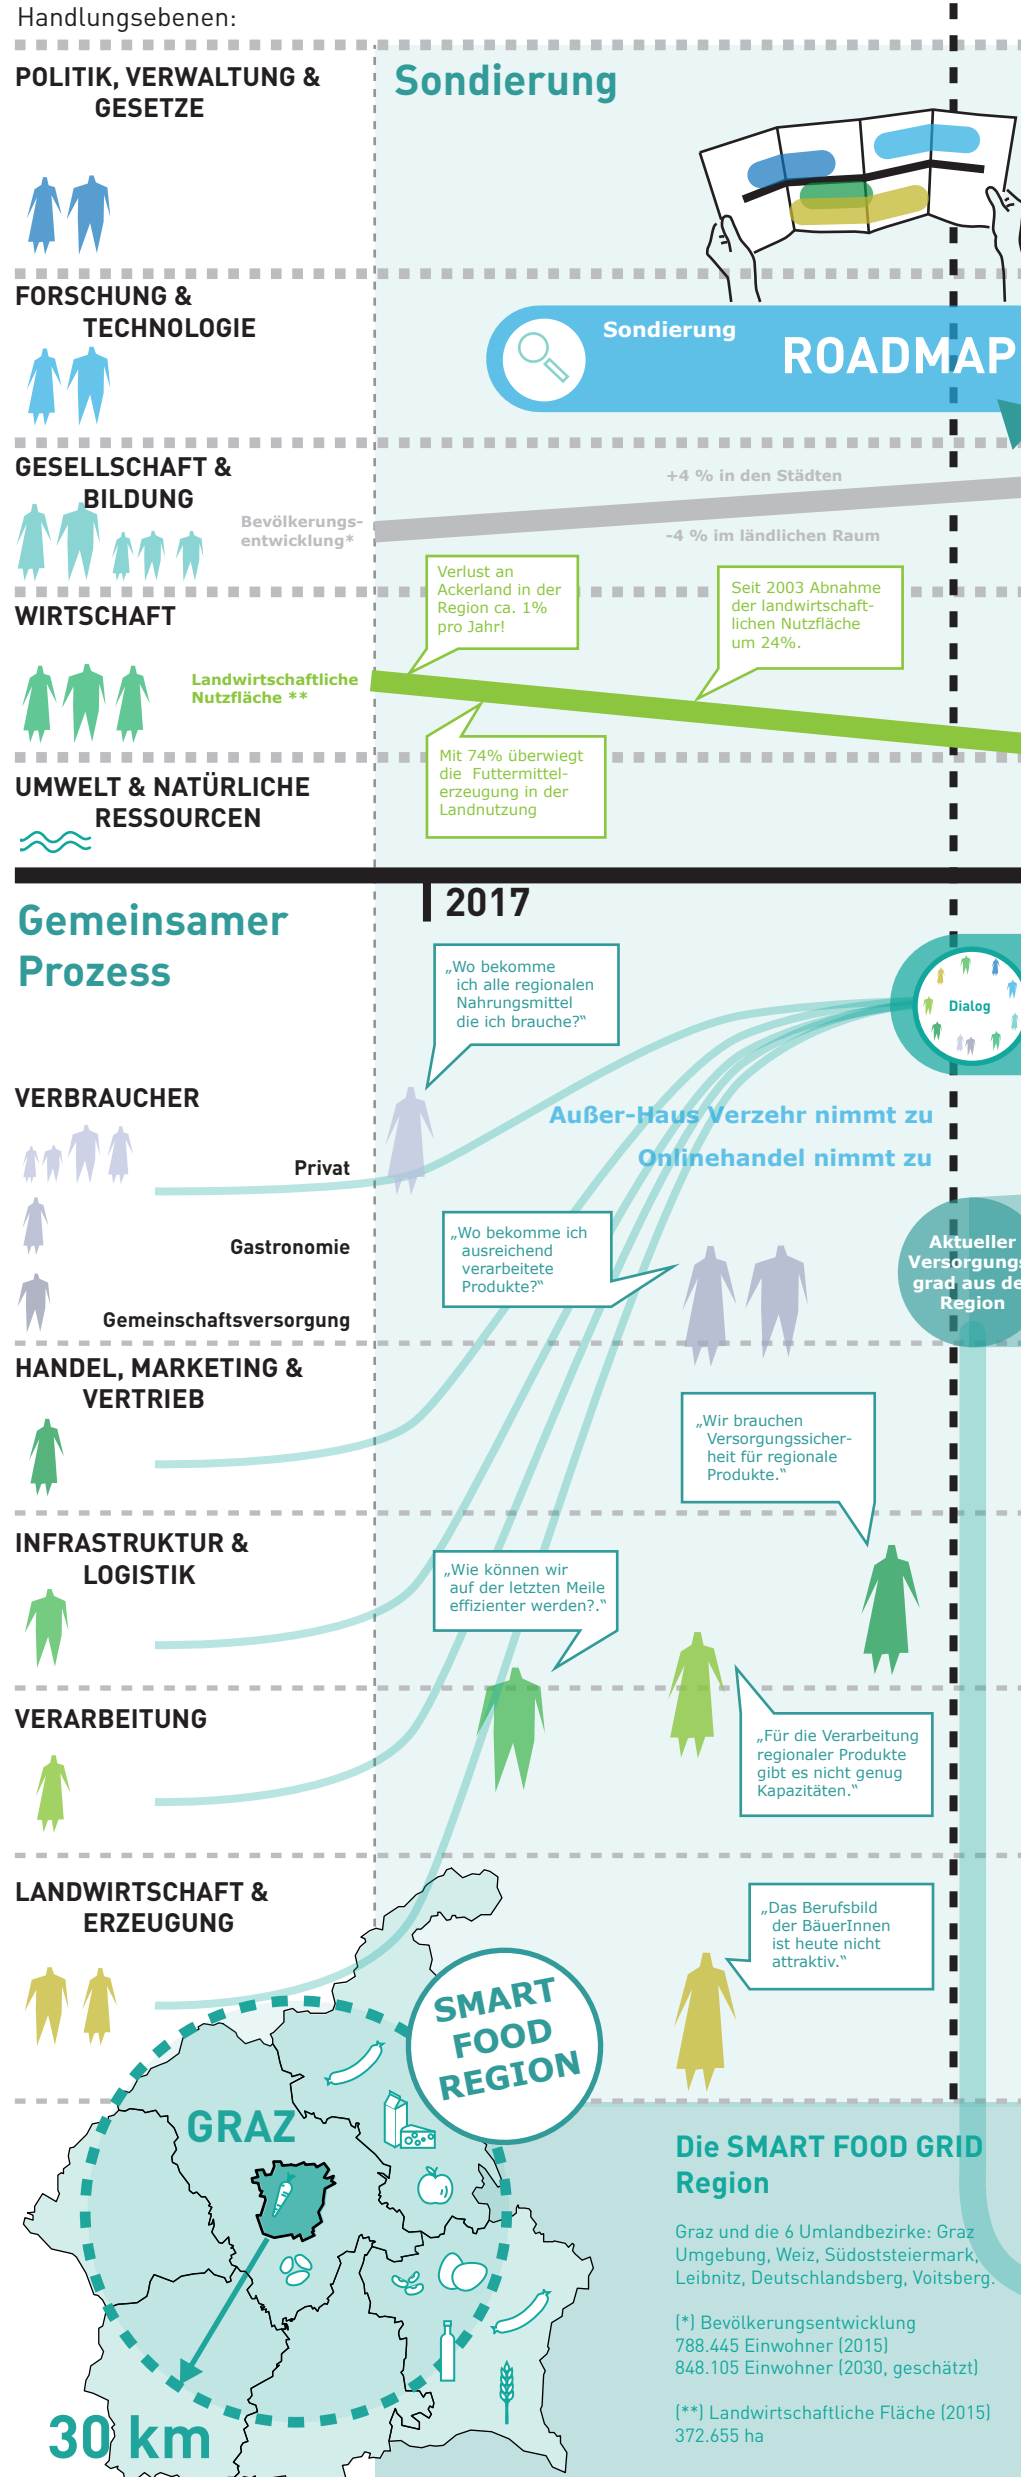 Handlungsebenen:
POLITIK, VERWALTUNG &
GESETZE
Sondierung
FORSCHUNG &
TECHNOLOGIE
Sondierung
ROADMAP
GESELLSCHAFT &
BILDUNG
Bevölkerungs-
entwicklung*
+4 % in den Städten
-4 % im ländlichen Raum
Verlust an
Ackerland in der
Region ca. 1%
pro Jahr!
Seit 2003 Abnahme
der landwirtschaft-
lichen Nutzfläche
um 24%.
WIRTSCHAFT
Landwirtschaftliche
Nutzfläche **
Mit 74% überwiegt
die Futtermittel-
erzeugung in der
Landnutzung
UMWELT & NATÜRLICHE
RESSOURCEN
2017
Gemeinsamer
Prozess
„Wo bekomme
ich alle regionalen
Nahrungsmittel
die ich brauche?“
Dialog
VERBRAUCHER
Privat
Gastronomie
Gemeinschaftsversorgung
Außer-Haus Verzehr nimmt zu
Onlinehandel nimmt zu
„Wo bekomme ich
ausreichend
verarbeitete
Produkte?“
Aktueller
Versorgungs
grad aus de
Region
HANDEL, MARKETING &
VERTRIEB
„Wir brauchen
Versorgungssicher-
heit für regionale
Produkte.“
INFRASTRUKTUR &
LOGISTIK
„Wie können wir
auf der letzten Meile
effizienter werden?.“
VERARBEITUNG
„Für die Verarbeitung
regionaler Produkte
gibt es nicht genug
Kapazitäten.“
LANDWIRTSCHAFT &
ERZEUGUNG
„Das Berufsbild
der BäuerInnen
ist heute nicht
attraktiv.“
SMART
FOOD
REGION
GRAZ
30 km
Die SMART FOOD GRID
Region
Graz und die 6 Umlandbezirke: Graz
Umgebung, Weiz, Südoststeiermark,
Leibnitz, Deutschlandsberg, Voitsberg.
(*) Bevölkerungsentwicklung
788.445 Einwohner (2015)
848.105 Einwohner (2030, geschätzt)
(**) Landwirtschaftliche Fläche (2015)
372.655 ha